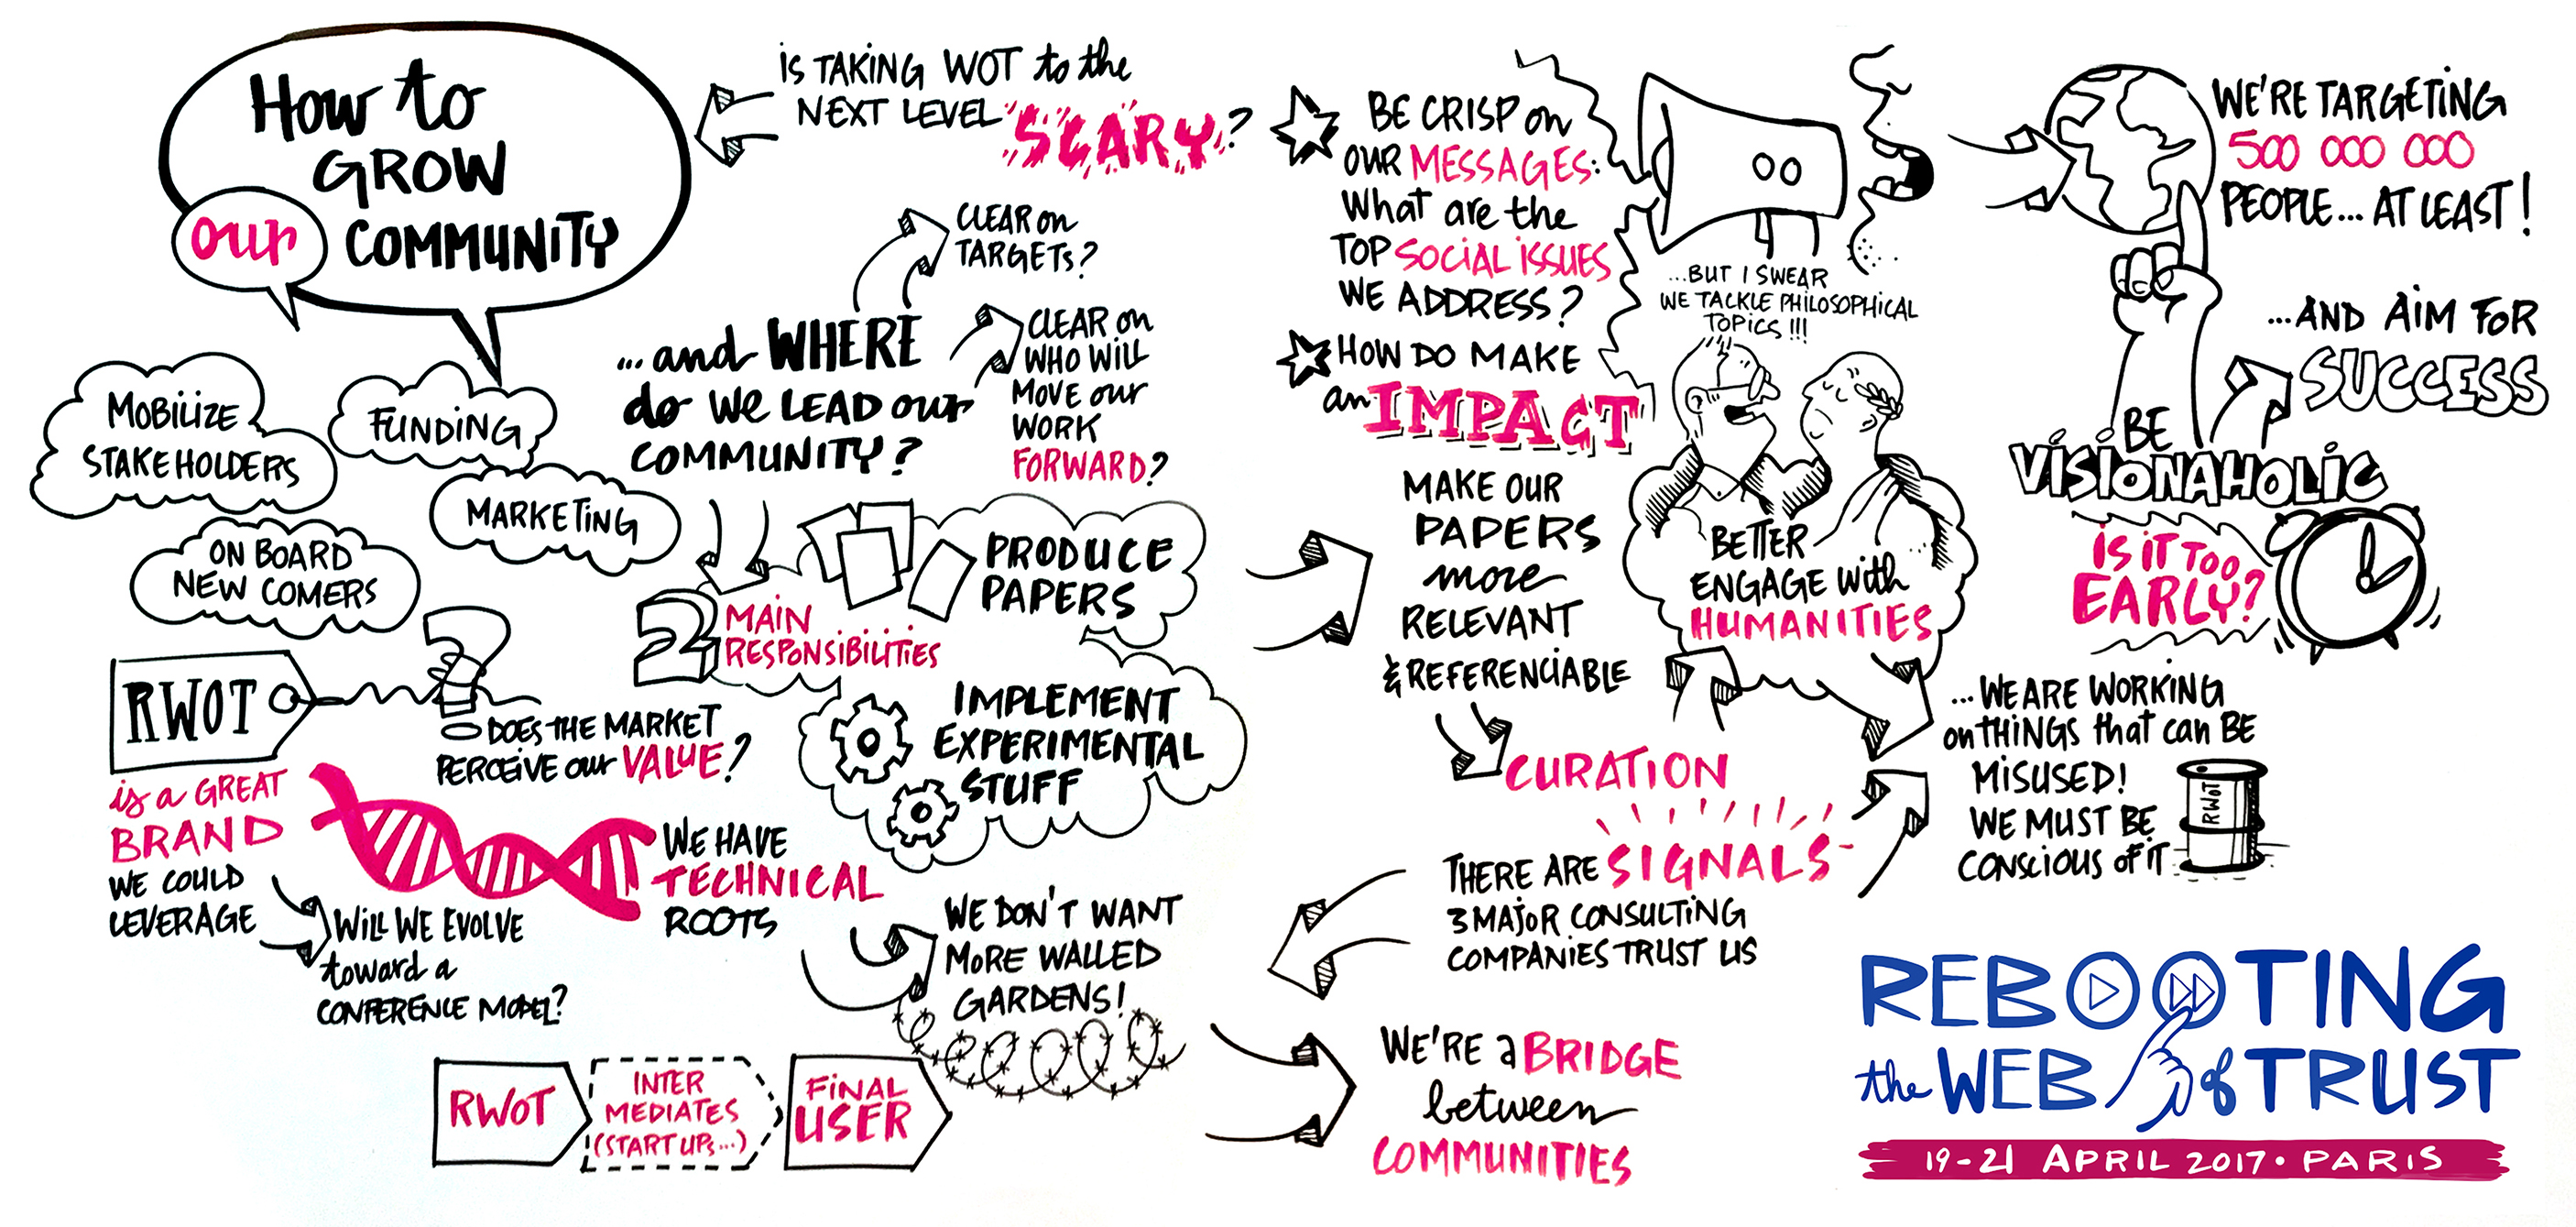 How to
GROW
our COMMUNITY
MOBILIZE
STAKEHOLDERS
FUNDING
MARKETING
ON BOARD
NEW COMERS
RWOT
is a GREAT
BRAND
WE COULD
LEVERAGE
DOES THE MARKET
PERCEIVE our VALUE?
WILL WE EVOLVE
toward a
CONFERENCE MODEL?
WE HAVE
TECHNICAL
ROOTS
RWOT
INTER
MEDIATES
(START UPs...)
FINAL
USER
WE DON'T WANT
MORE WALLED
GARDENS!
IS TAKING WOT to the
NEXT LEVEL "SCARY"?
...and WHERE
do WE LEAD our
COMMUNITY?
CLEAR on
TARGETs?
CLEAR on
WHO WILL
MOVE our
WORK
FORWARD?
2 MAIN
RESPONSIBILITIES
PRODUCE
PAPERS
IMPLEMENT
EXPERIMENTAL
STUFF
BE CRISP on
OUR MESSAGES:
What are the
TOP SOCIAL ISSUES
WE ADDRESS?
HOW DO MAKE
an IMPACT
MAKE OUR
PAPERS
more
RELEVANT
& REFERENCIABLE
...BUT I SWEAR
WE TACKLE PHILOSOPHICAL
TOPICS !!!
BETTER
ENGAGE with
HUMANITIES
CURATION
THERE ARE SIGNALS
3 MAJOR CONSULTING
COMPANIES TRUST US
WE'RE a BRIDGE
between
COMMUNITIES
WE'RE TARGETING
500 000 000
PEOPLE... AT LEAST!
...AND AIM FOR
SUCCESS
BE
VISIONAHOLIC
IS IT TOO
EARLY?
...WE ARE WORKING
on THINGS that can BE
MISUSED!
WE MUST BE
CONSCIOUS OF IT
RWOT
REBOOTING
the WEB of TRUST
19-21 APRIL 2017 • PARIS